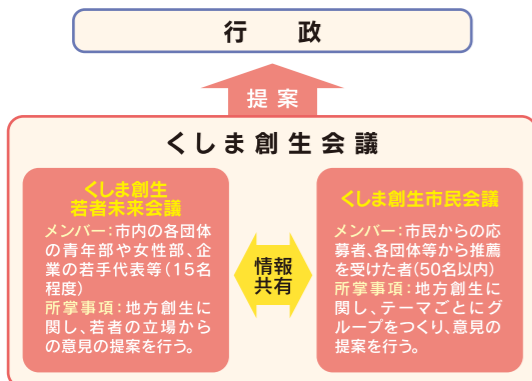 行　政
提案
くしま創生会議
くしま創生
若者未来会議
メンバー：市内の各団体
の青年部や女性部、企
業の若手代表等（15名
程度）
所掌事項：地方創生に
関し、若者の立場から
の意見の提案を行う。
情報
共有
くしま創生市民会議
メンバー：市民からの応
募者、各団体等から推薦
を受けた者（50名以内）
所掌事項：地方創生に
関し、テーマごとにグ
ループをつくり、意見の
提案を行う。